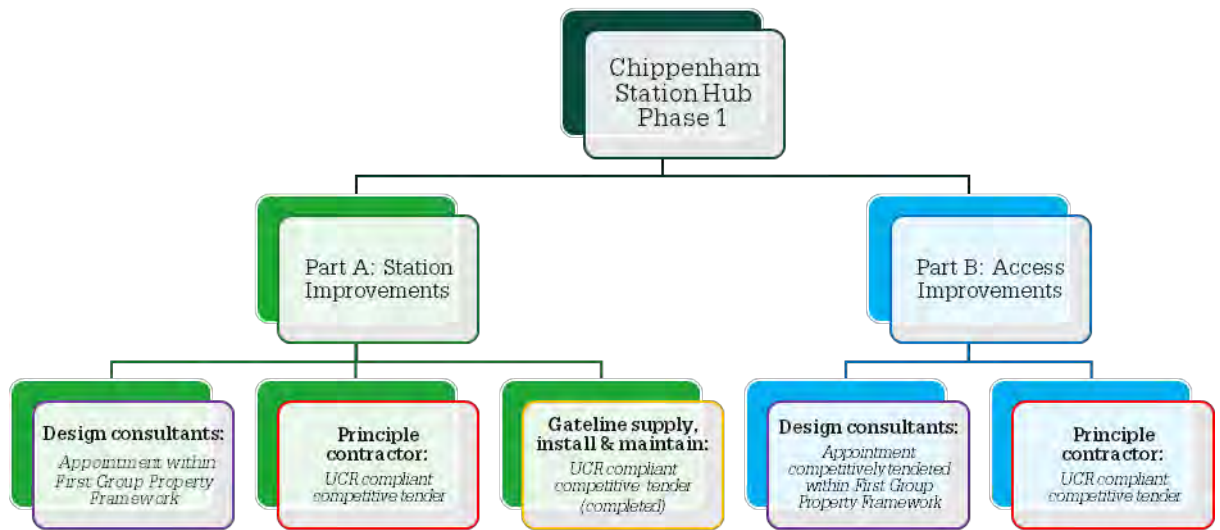 Chippenham
Station Hub
Phase 1
Part A: Station
Improvements
Part B: Access
Improvements
Design consultants:
Appointment within
First Group Property
Framework
Principle
contractor:
UCR compliant
competitive tender
Gateline supply,
install & maintain:
UCR compliant
competitive tender
(completed)
Design consultants:
Appointment
competitively tendered
within First Group
Property Framework
Principle
contractor:
UCR compliant
competitive tender